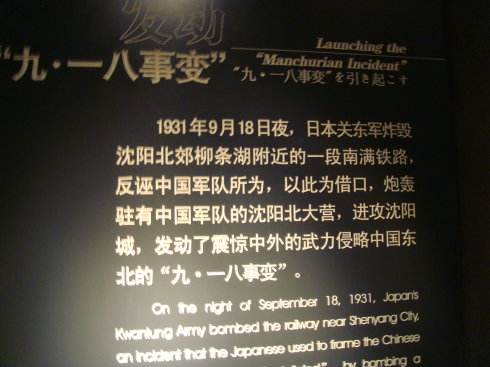 发动
“九·一八事变”
Launching the
“Manchurian Incident”
“九·一八事变”を引き起こす
1931年9月18日夜，日本关东军炸毁
沈阳北郊柳条湖附近的一段南满铁路，
反诬中国军队所为，以此为借口，炮轰
驻有中国军队的沈阳北大营，进攻沈阳
城，发动了震惊中外的武力侵略中国东
北的“九·一八事变”。
On the night of September 18, 1931, Japan's
Kwantung Army bombed the railway near Shenyang City,
an incident that the Japanese used to frame the Chinese
by bombing a